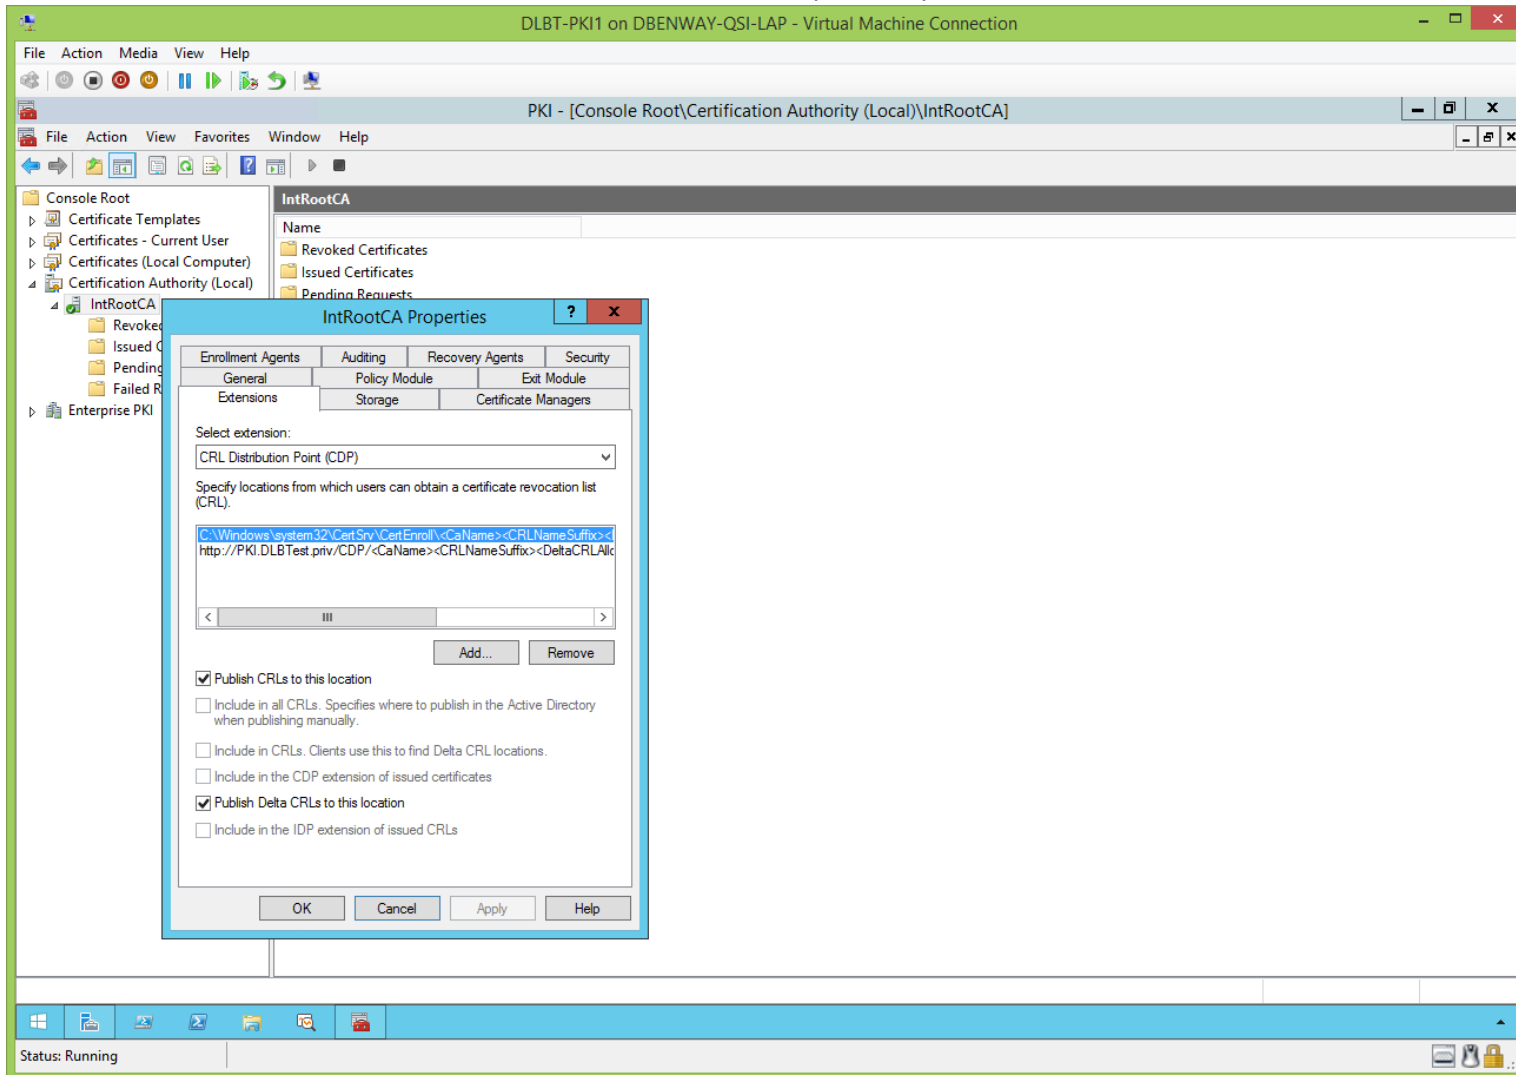 DLBT-PKI1 on DBENWAY-QSI-LAP - Virtual Machine Connection
File Action Media View Help
PKI - [Console Root\Certification Authority (Local)\IntRootCA]
File Action View Favorites Window Help
Console Root
Certificate Templates
Certificates - Current User
Certificates (Local Computer)
Certification Authority (Local)
IntRootCA
Revoked
Issued C
Pending
Failed R
Enterprise PKI
IntRootCA
Name
Revoked Certificates
Issued Certificates
Pending Requests
IntRootCA Properties
Enrollment Agents Auditing Recovery Agents Security
General Policy Module Exit Module
Extensions Storage Certificate Managers
Select extension:
CRL Distribution Point (CDP)
Specify locations from which users can obtain a certificate revocation list
(CRL).
C:\Windows\system32\CertSrv\CertEnroll\<CaName><CRLNameSuffix><
http://PKI.DLBTest.priv/CDP/<CaName><CRLNameSuffix><DeltaCRLAllo
Add... Remove
Publish CRLs to this location
Include in all CRLs. Specifies where to publish in the Active Directory
when publishing manually.
Include in CRLs. Clients use this to find Delta CRL locations.
Include in the CDP extension of issued certificates
Publish Delta CRLs to this location
Include in the IDP extension of issued CRLs
OK Cancel Apply Help
Status: Running